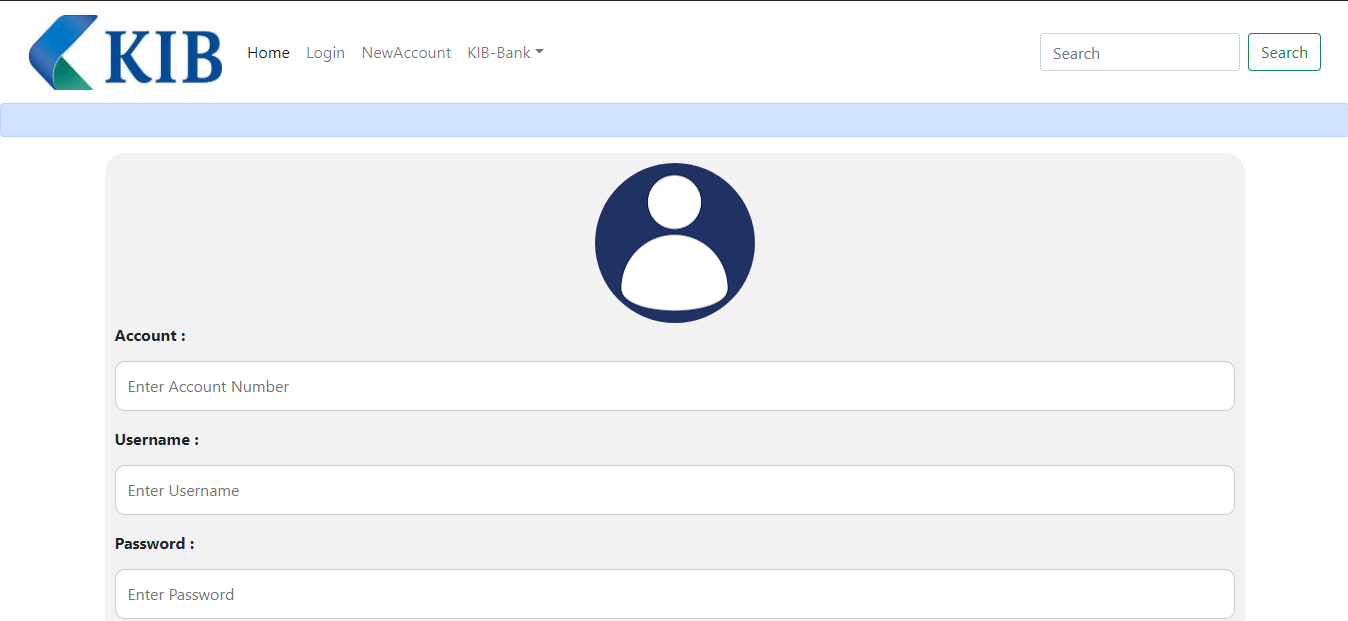 KIB Home Login NewAccount KIB-Bank Search Search
Account :
Enter Account Number
Username :
Enter Username
Password :
Enter Password